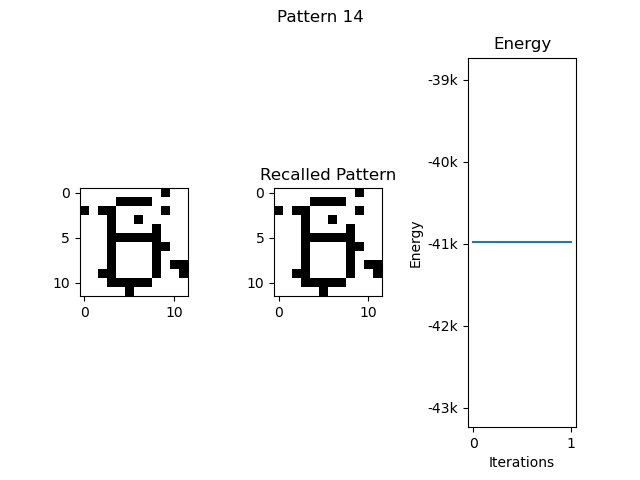 Pattern 14
Energy
-39k
-40k
-41k
-42k
-43k
Energy
0 1
Iterations
0
5
10
0 10
Recalled Pattern
0
5
10
0 10